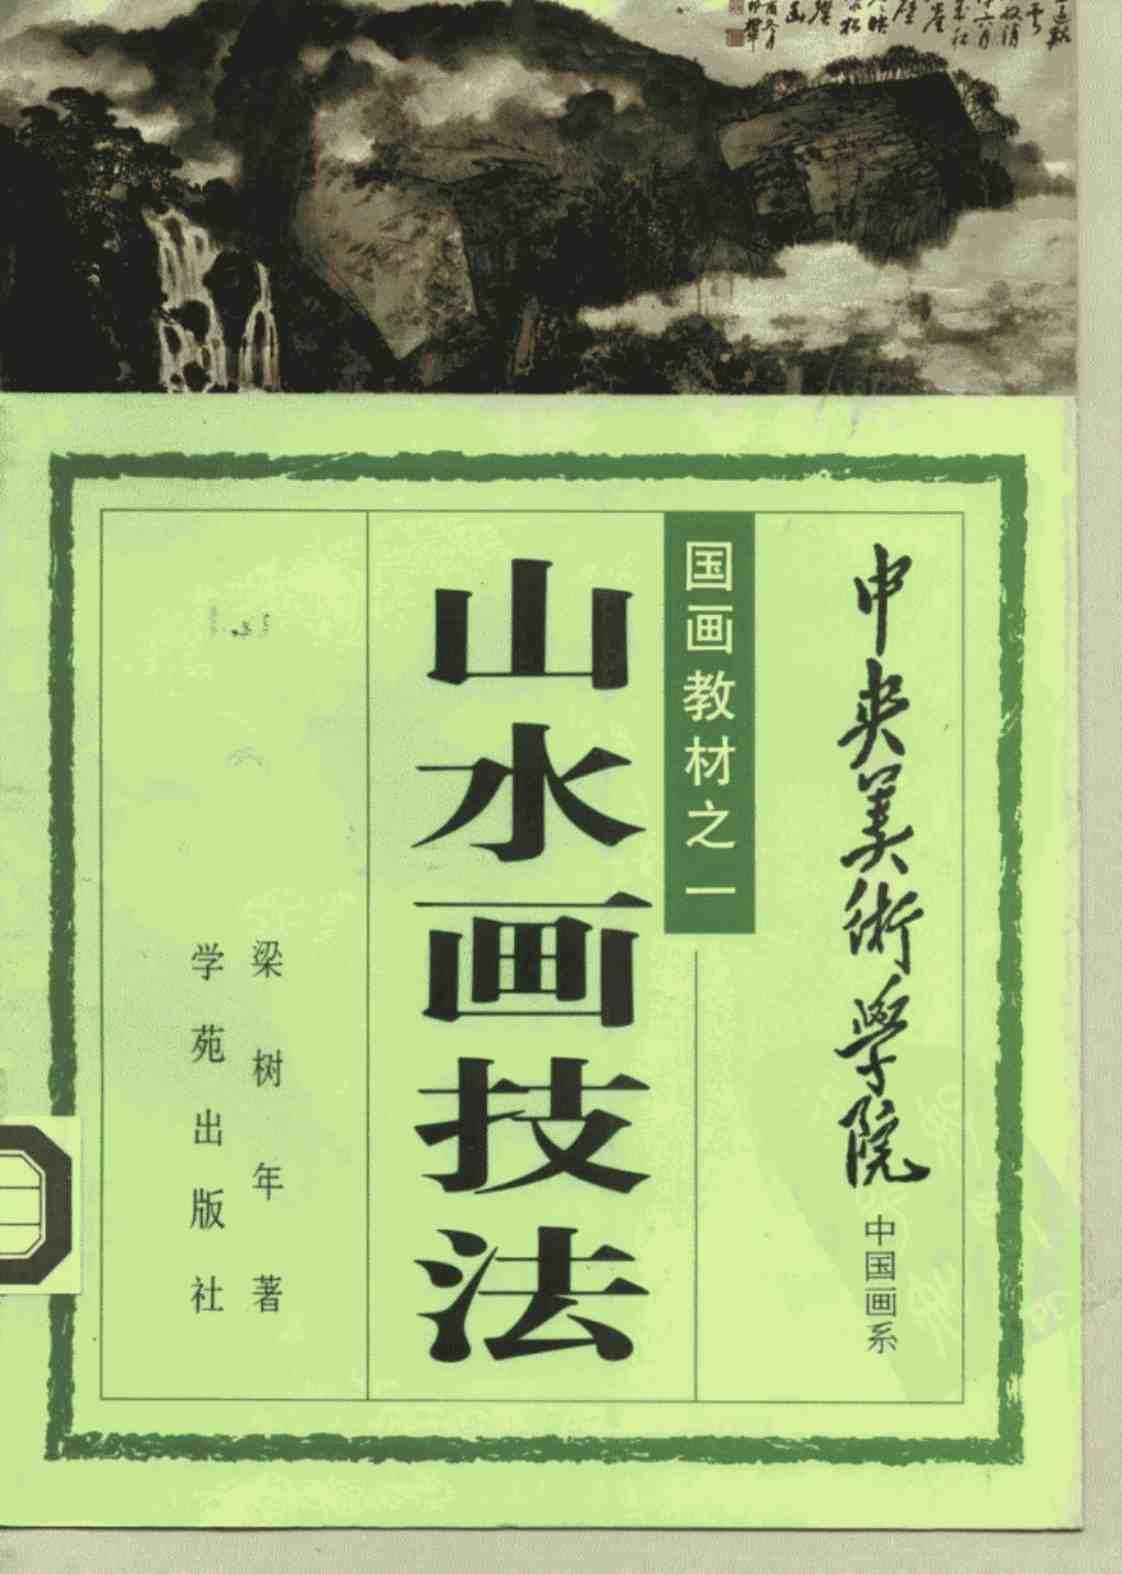 中央美術學院
中国画系
国画教材之一
山水画技法
梁树年 著
学苑出版社